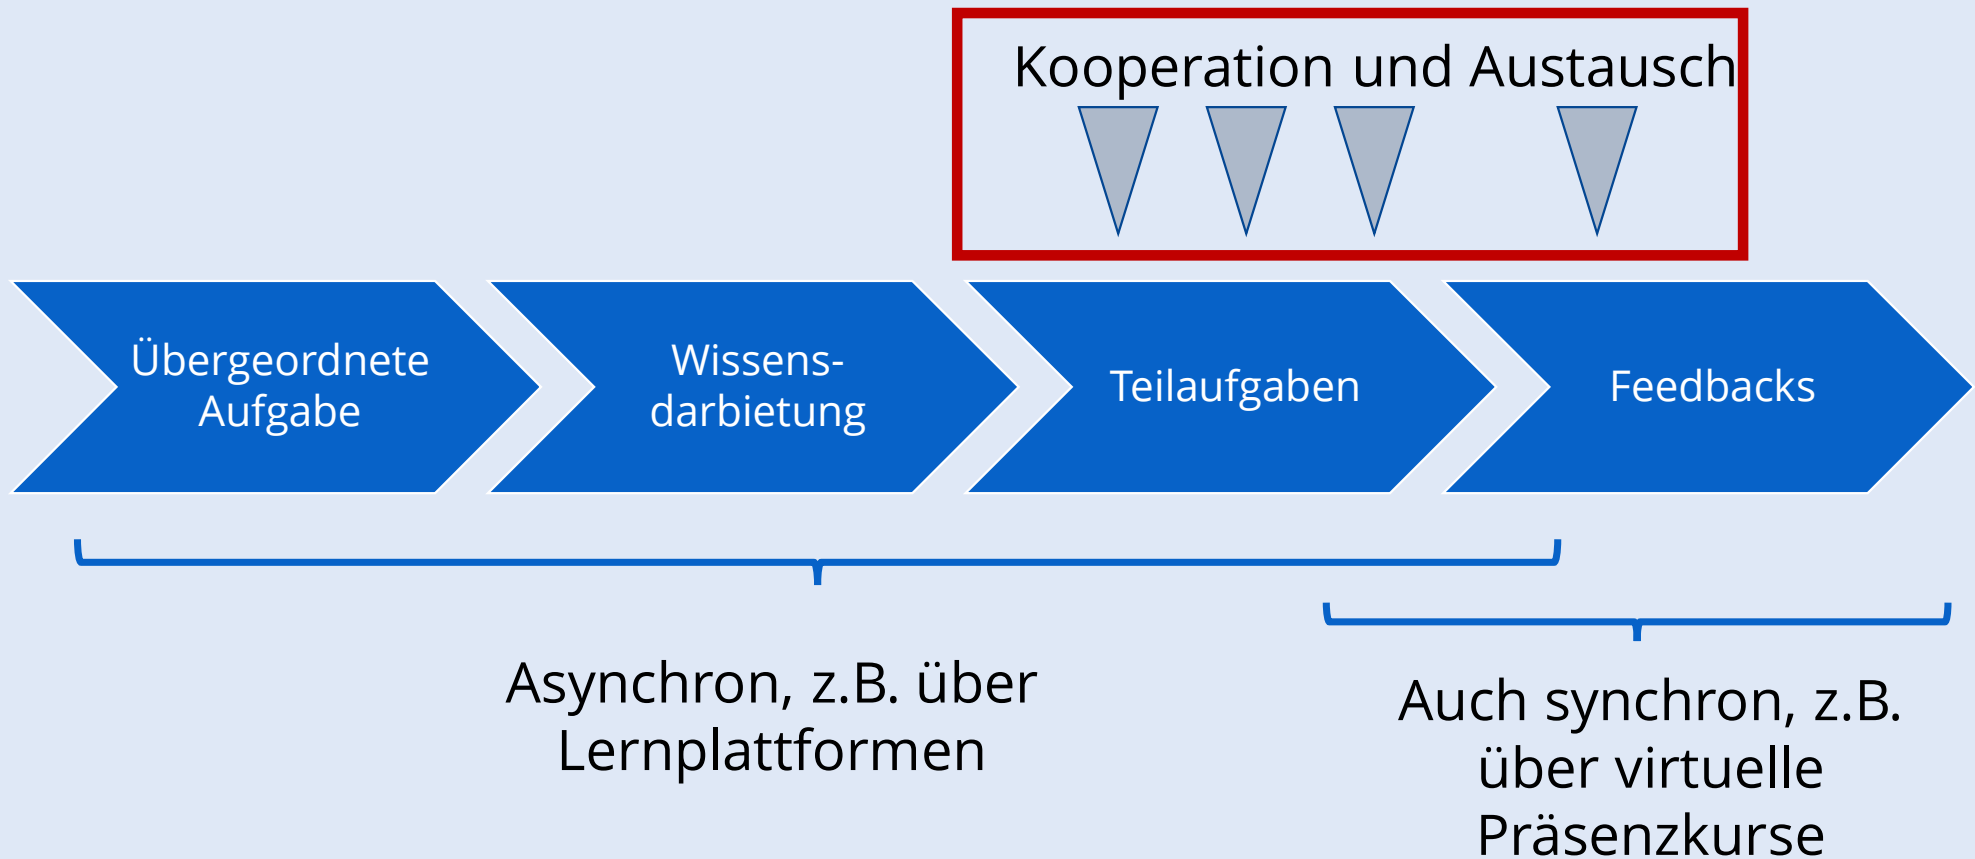 Kooperation und Austausch
Übergeordnete
Aufgabe
Wissens-
darbietung
Teilaufgaben
Feedbacks
Asynchron, z.B. über
Lernplattformen
Auch synchron, z.B.
über virtuelle
Präsenzkurse